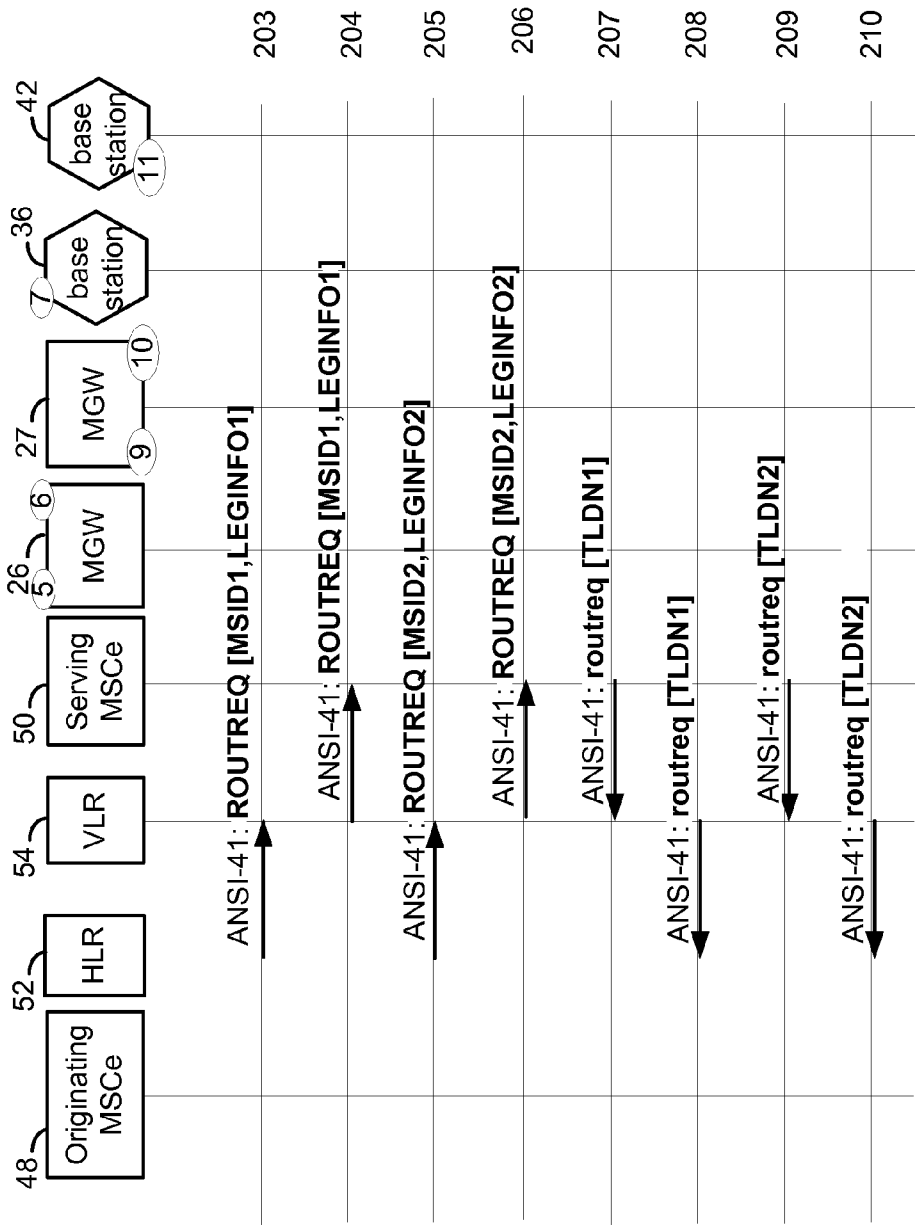 48
Originating
MSCe
52
HLR
54
VLR
50
Serving
MSCe
26
5
6
MGW
27
MGW
9
10
36
7
base
station
42
base
station
11
ANSI-41: ROUTREQ [MSID1,LEGINFO1]
203
ANSI-41: ROUTREQ [MSID1,LEGINFO1]
204
ANSI-41: ROUTREQ [MSID2,LEGINFO2]
205
ANSI-41: ROUTREQ [MSID2,LEGINFO2]
206
ANSI-41: routreq [TLDN1]
207
ANSI-41: routreq [TLDN1]
208
ANSI-41: routreq [TLDN2]
209
ANSI-41: routreq [TLDN2]
210